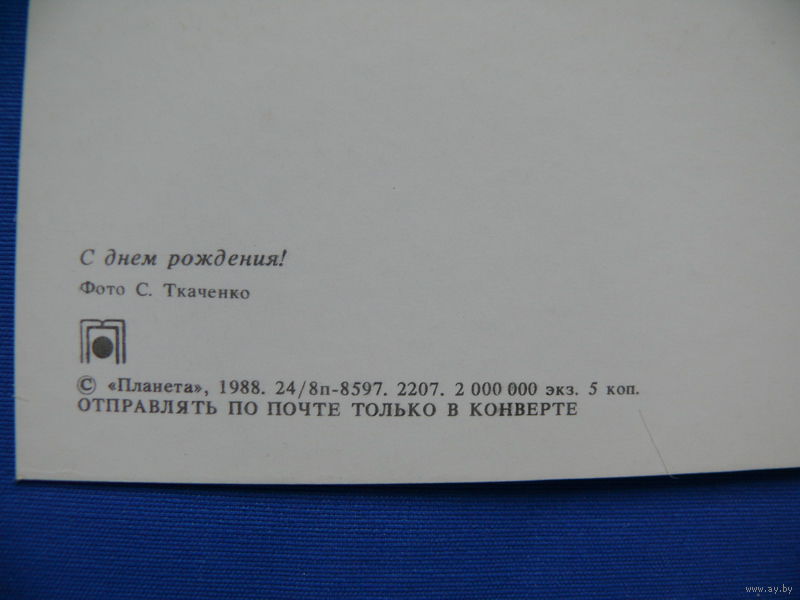 С днем рождения!
Фото С. Ткаченко
© «Планета», 1988. 24/8п-8597. 2207. 2 000 000 экз. 5 коп.
ОТПРАВЛЯТЬ ПО ПОЧТЕ ТОЛЬКО В КОНВЕРТЕ
www.ay.by